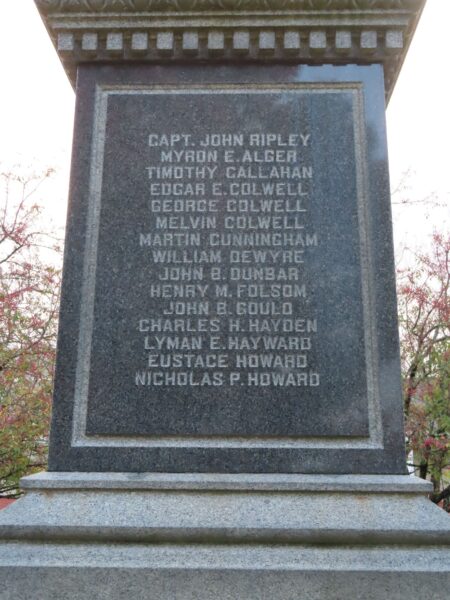 CAPT. JOHN RIPLEY
MYRON E. ALGER
TIMOTHY CALLAHAN
EDGAR E. COLWELL
GEORGE COLWELL
MELVIN COLWELL
MARTIN CUNNINGHAM
WILLIAM DEWYRE
JOHN B. DUNBAR
HENRY M. FOLSOM
JOHN B. GOULD
CHARLES H. HAYDEN
LYMAN E. HAYWARD
EUSTACE HOWARD
NICHOLAS P. HOWARD